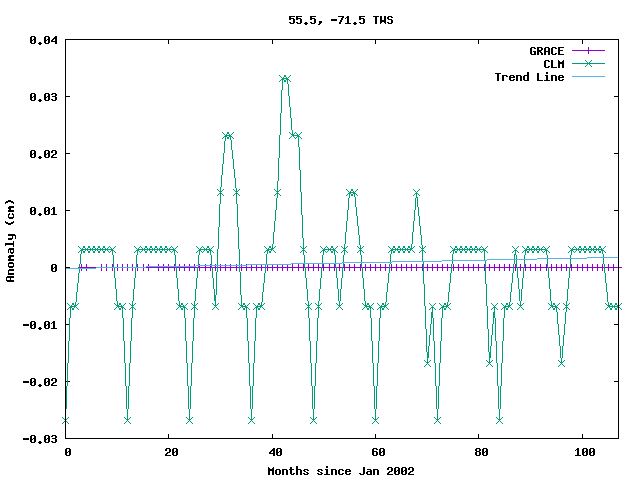 55.5, -71.5 TWS
0.04
0.03
0.02
0.01
0
-0.01
-0.02
-0.03
Anomaly (cm)
GRACE
CLM
Trend Line
0 20 40 60 80 100
Months since Jan 2002